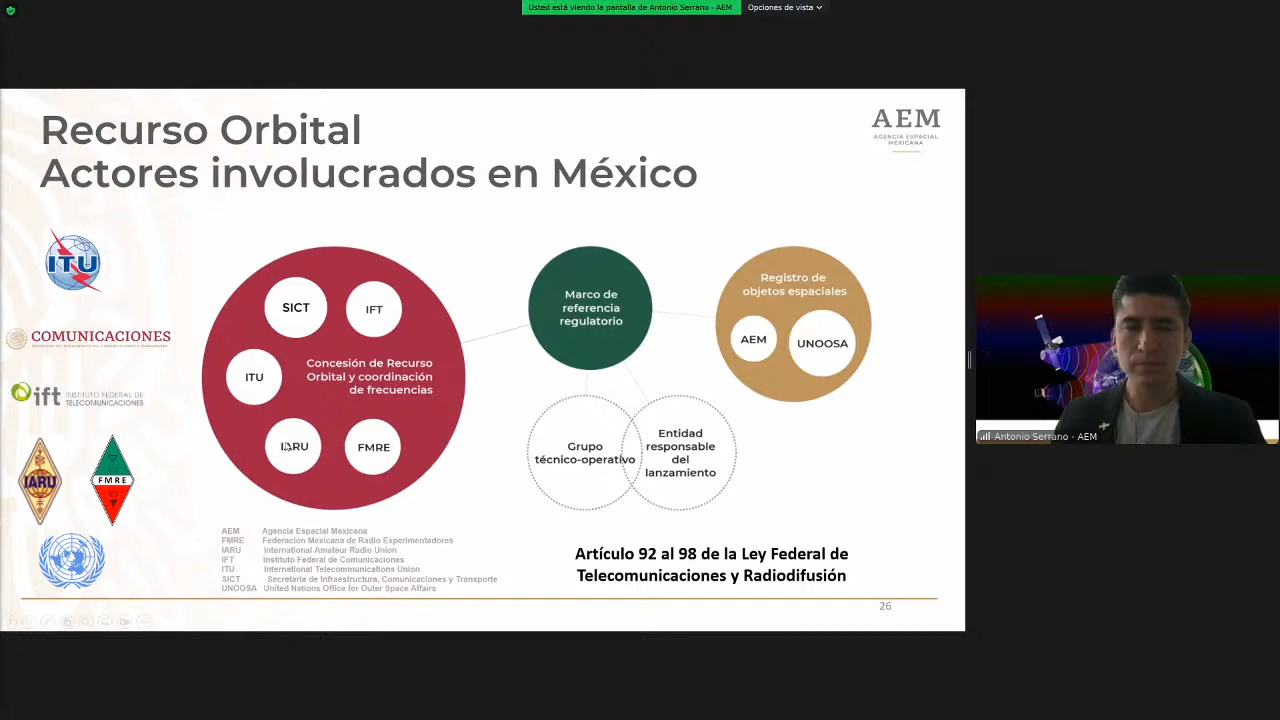 Usted está viendo la pantalla de Antonio Serrano - AEM
Opciones de vista
Recurso Orbital
Actores involucrados en México
AEM
AGENCIA ESPACIAL
MEXICANA
ITU
COMUNICACIONES
ift INSTITUTO FEDERAL DE
TELECOMUNICACIONES
IARU
FMRE
SICT
IFT
ITU
Concesión de Recurso
Orbital y coordinación
de frecuencias
IARU
FMRE
Marco de
referencia
regulatorio
Registro de
objetos espaciales
AEM
UNOOSA
Grupo
técnico-operativo
Entidad
responsable
del
lanzamiento
AEM Agencia Espacial Mexicana
FMRE Federación Mexicana de Radio Experimentadores
IARU International Amateur Radio Union
IFT Instituto Federal de Comunicaciones
ITU International Telecommunications Union
SICT Secretaria de Infraestructura, Comunicaciones y Transporte
UNOOSA United Nations Office for Outer Space Affairs
Artículo 92 al 98 de la Ley Federal de
Telecomunicaciones y Radiodifusión
26
Antonio Serrano - AEM